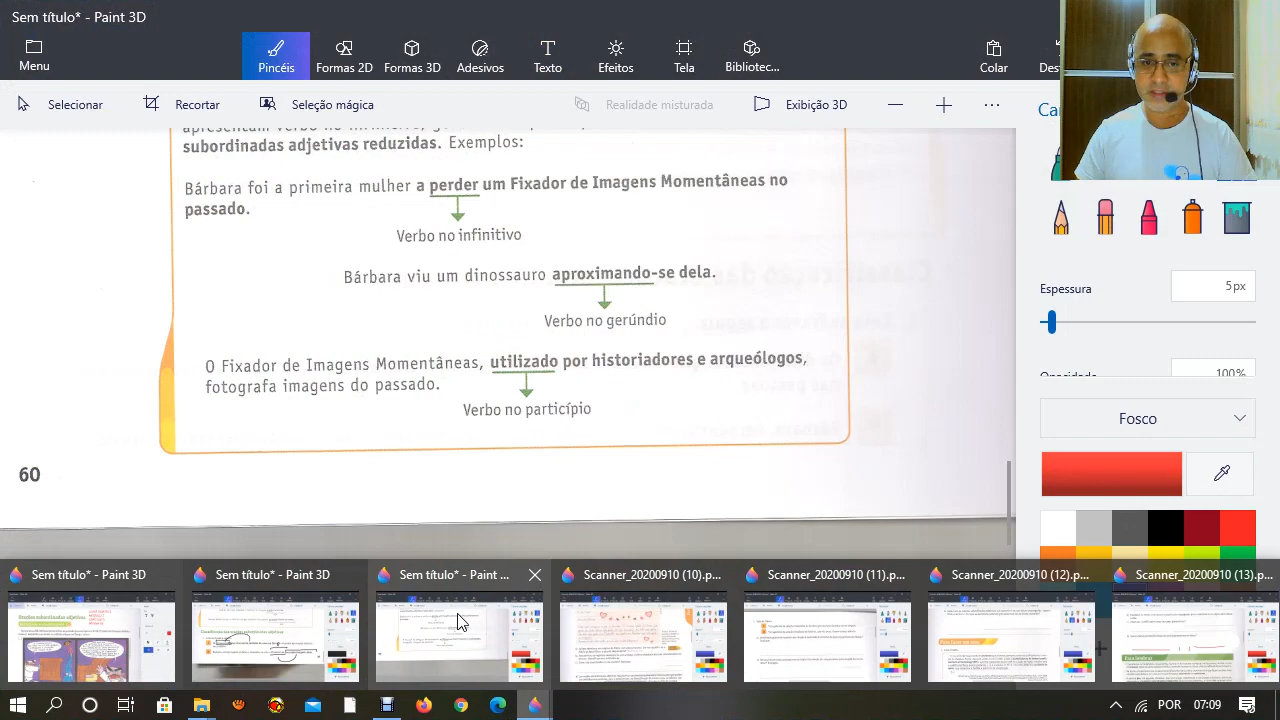 Sem título* - Paint 3D
Menu
Pincéis
Formas 2D
Formas 3D
Adesivos
Texto
Efeitos
Tela
Bibliotec...
Colar
Selecionar
Recortar
Seleção mágica
Realidade misturada
Exibição 3D
subordinadas adjetivas reduzidas. Exemplos:
Bárbara foi a primeira mulher a perder um Fixador de Imagens Momentâneas no
passado.
Verbo no infinitivo
Bárbara viu um dinossauro aproximando-se dela.
Verbo no gerúndio
O Fixador de Imagens Momentâneas, utilizado por historiadores e arqueólogos,
fotografa imagens do passado.
Verbo no particípio
60
Espessura
5px
Opacidade
100%
Fosco
Sem título* - Paint 3D
Sem título* - Paint 3D
Sem título* - Paint ...
Scanner_20200910 (10).p...
Scanner_20200910 (11).p...
Scanner_20200910 (12).p...
Scanner_20200910 (13).p...
POR
07:09